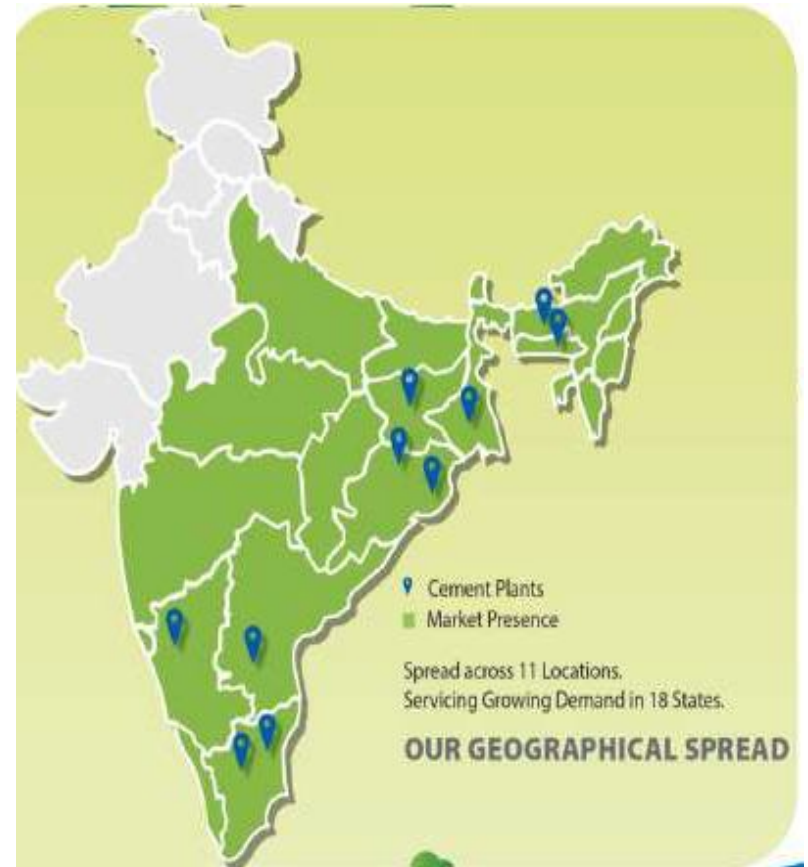 Cement Plants
Market Presence
Spread across 11 Locations.
Servicing Growing Demand in 18 States.
OUR GEOGRAPHICAL SPREAD